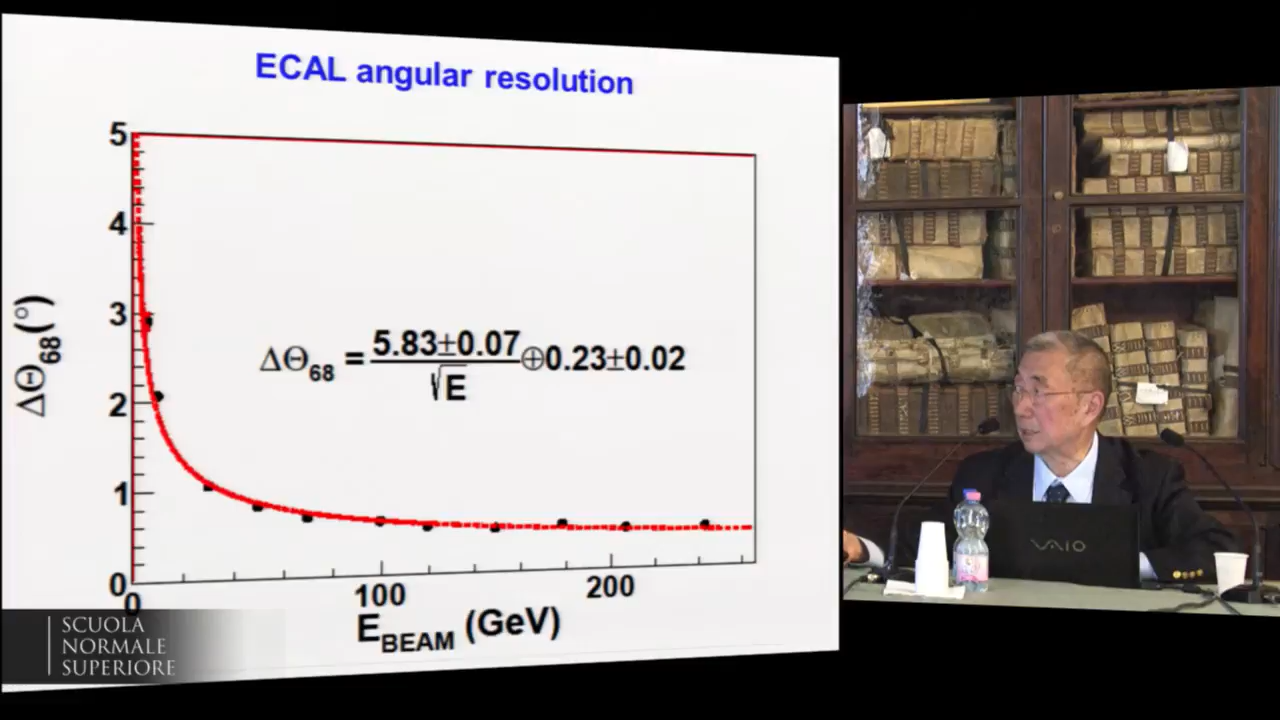 ECAL angular resolution
5
4
3
2
1
0
0
100
200
ΔΘ68(°)
ΔΘ68 = 5.83±0.07/√E ⊕ 0.23±0.02
EBEAM (GeV)
SCUOLA
NORMALE
SUPERIORE
VAIO